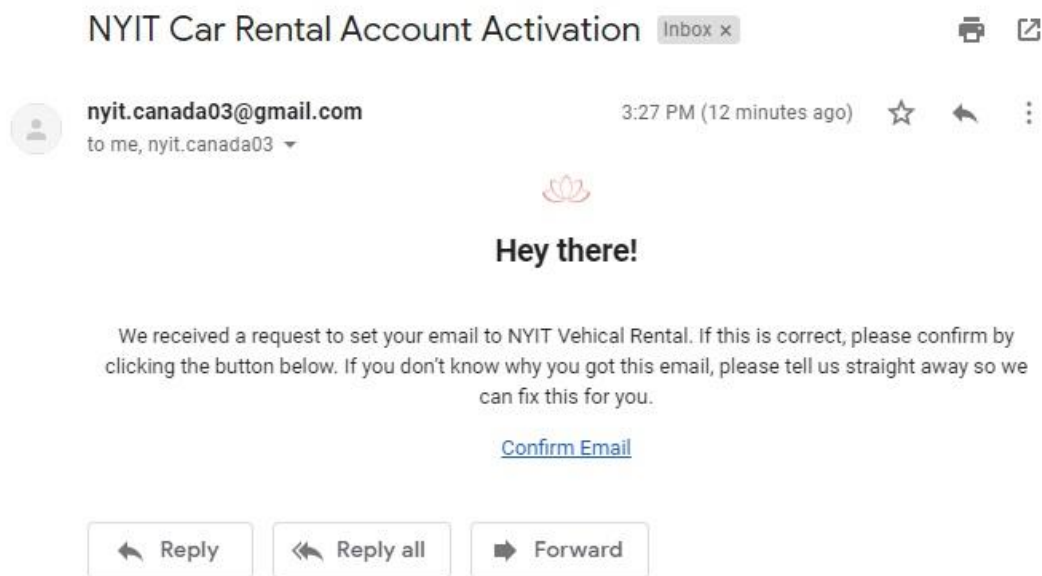 NYIT Car Rental Account Activation Inbox x
nyit.canada03@gmail.com 3:27 PM (12 minutes ago)
to me, nyit.canada03
Hey there!
We received a request to set your email to NYIT Vehical Rental. If this is correct, please confirm by
clicking the button below. If you don't know why you got this email, please tell us straight away so we
can fix this for you.
Confirm Email
Reply Reply all Forward